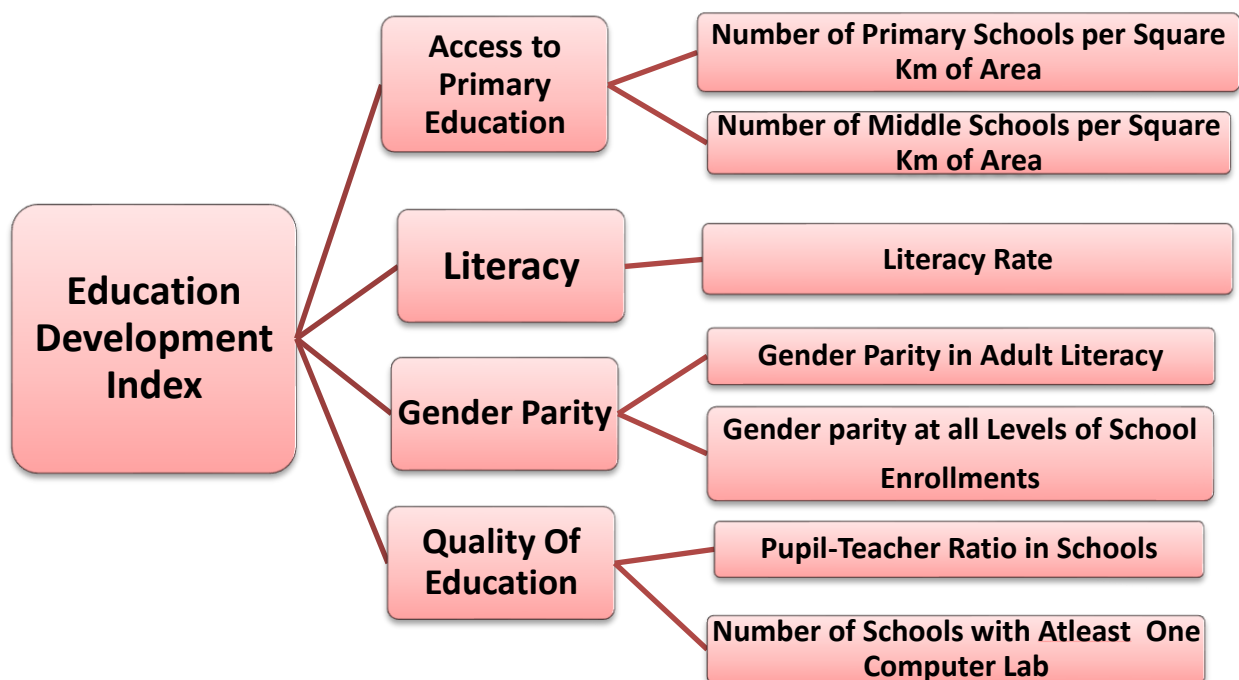 Education
Development
Index
Access to
Primary
Education
Number of Primary Schools per Square
Km of Area
Number of Middle Schools per Square
Km of Area
Literacy
Literacy Rate
Gender Parity
Gender Parity in Adult Literacy
Gender parity at all Levels of School
Enrollments
Quality Of
Education
Pupil-Teacher Ratio in Schools
Number of Schools with Atleast One
Computer Lab